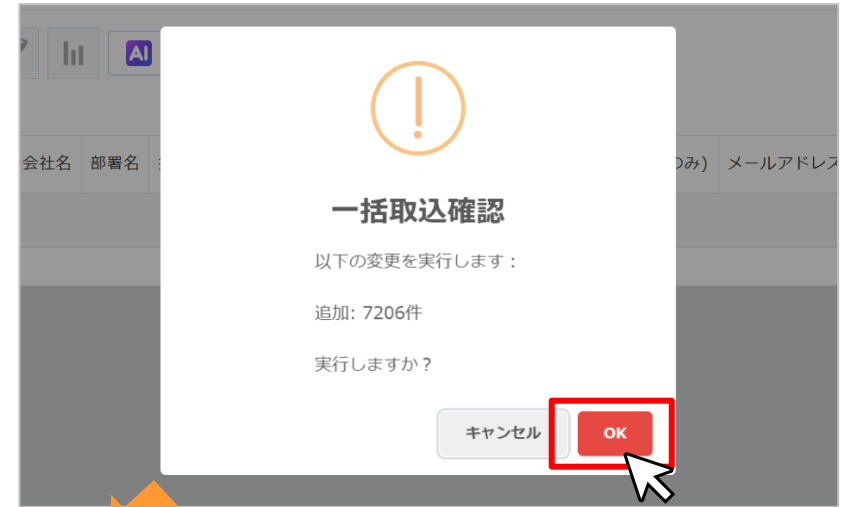 AI
会社名 部署名
のみ) メールアドレス
一括取込確認
以下の変更を実行します：
追加: 7206件
実行しますか？
キャンセル OK